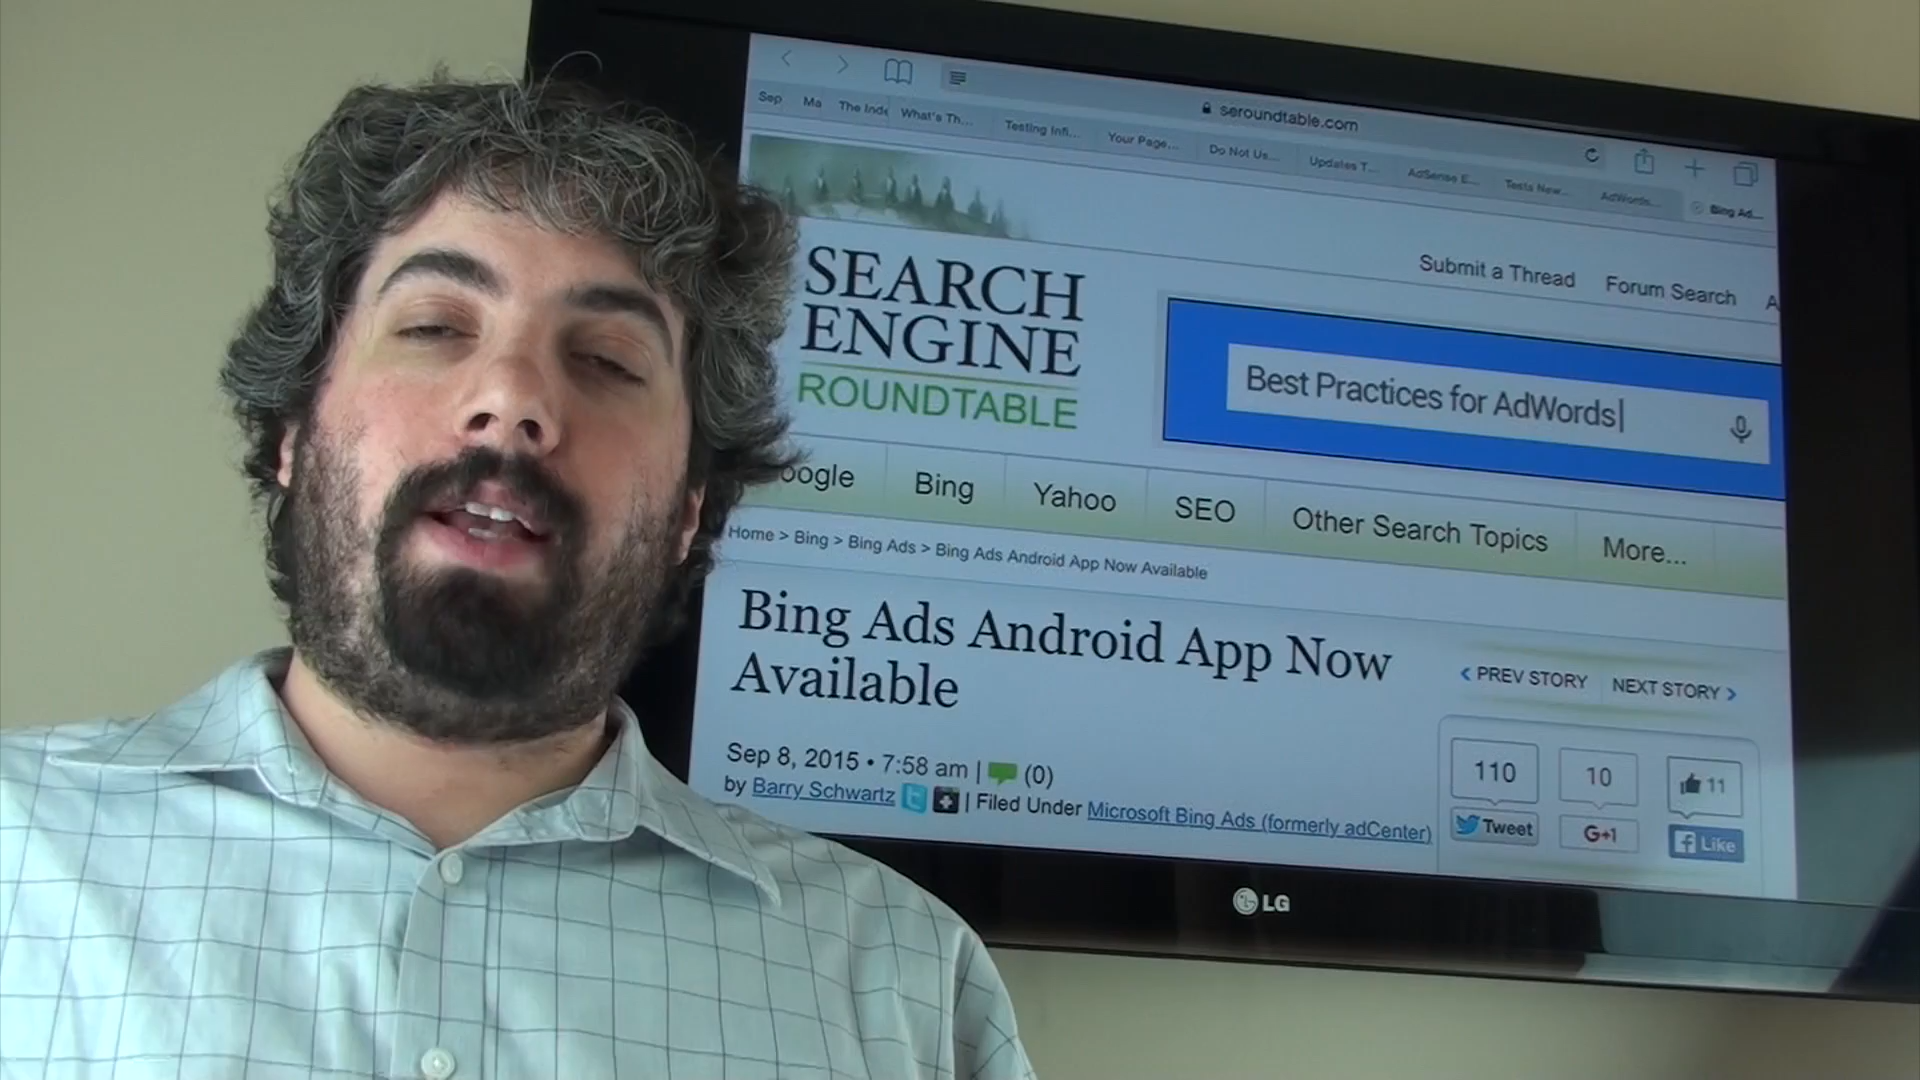 seroundtable.com
Sep
Ma
The Inde
What's Th...
Testing Infl...
Your Page...
Do Not Us...
Updates T...
AdSense E...
Tests New...
AdWords...
Bing Ad...
Submit a Thread
Forum Search
A
SEARCH
ENGINE
ROUNDTABLE
Best Practices for AdWords
oogle
Bing
Yahoo
SEO
Other Search Topics
More...
Home > Bing > Bing Ads > Bing Ads Android App Now Available
Bing Ads Android App Now
Available
PREV STORY
NEXT STORY
Sep 8, 2015 • 7:58 am | (0)
by Barry Schwartz | Filed Under Microsoft Bing Ads (formerly adCenter)
110
10
11
Tweet
G+1
Like
LG